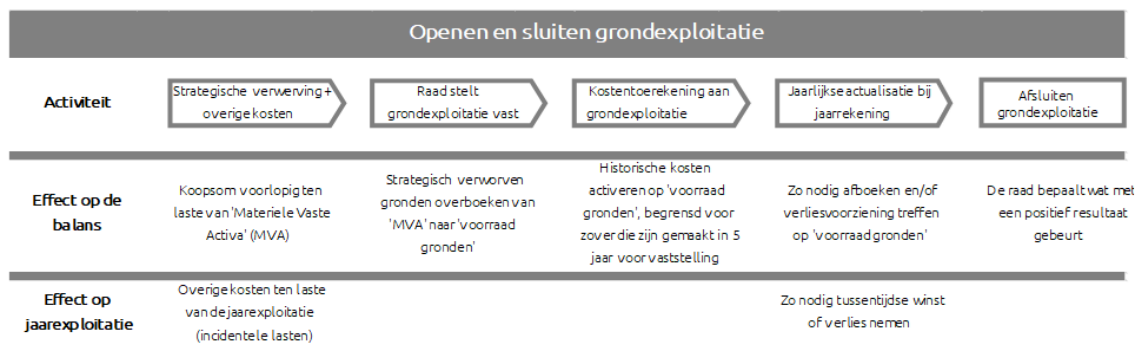 Openen en sluiten grondexploitatie
Activiteit
Strategische verwerving +
overige kosten
Raad stelt
grondexploitatie vast
Kostentoerekening aan
grondexploitatie
Jaarlijkse actualisatie bij
jaarrekening
Afsluiten
grondexploitatie
Effect op de
balans
Koopsom voorlopig ten
laste van 'Materiele Vaste
Activa' (MVA)
Strategisch verworven
gronden overboeken van
'MVA' naar 'voorraad
gronden'
Historische kosten
activeren op 'voorraad
gronden', begrensd voor
zover die zijn gemaakt in 5
jaar voor vaststelling
Zo nodig afboeken en/of
verliesvoorziening treffen
op 'voorraad gronden'
De raad bepaalt wat met
een positief resultaat
gebeurt
Effect op
jaarexploitatie
Overige kosten ten laste
van de jaarexploitatie
(incidentele lasten)
Zo nodig tussentijdse winst
of verlies nemen